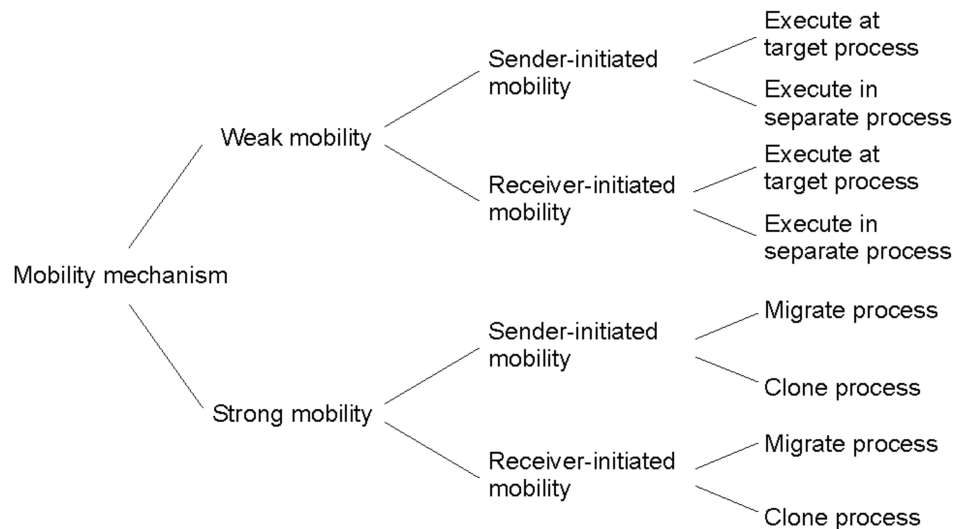 Execute at
target process
Sender-initiated
mobility
Execute in
separate process
Weak mobility
Execute at
target process
Receiver-initiated
mobility
Execute in
separate process
Mobility mechanism
Migrate process
Sender-initiated
mobility
Clone process
Strong mobility
Migrate process
Receiver-initiated
mobility
Clone process